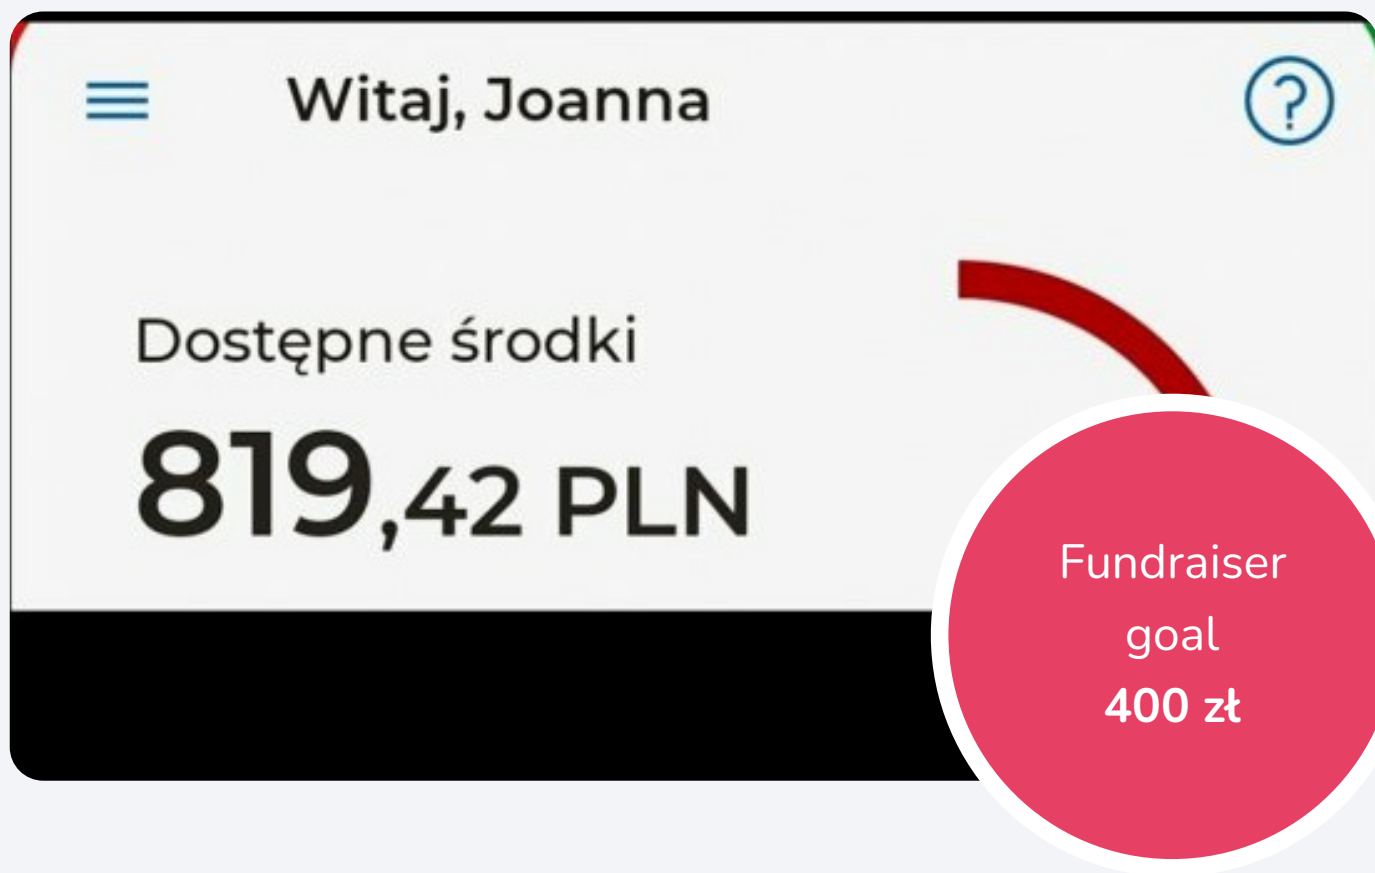 Witaj, Joanna
?
Dostępne środki
819,42 PLN
Fundraiser
goal
400 zł